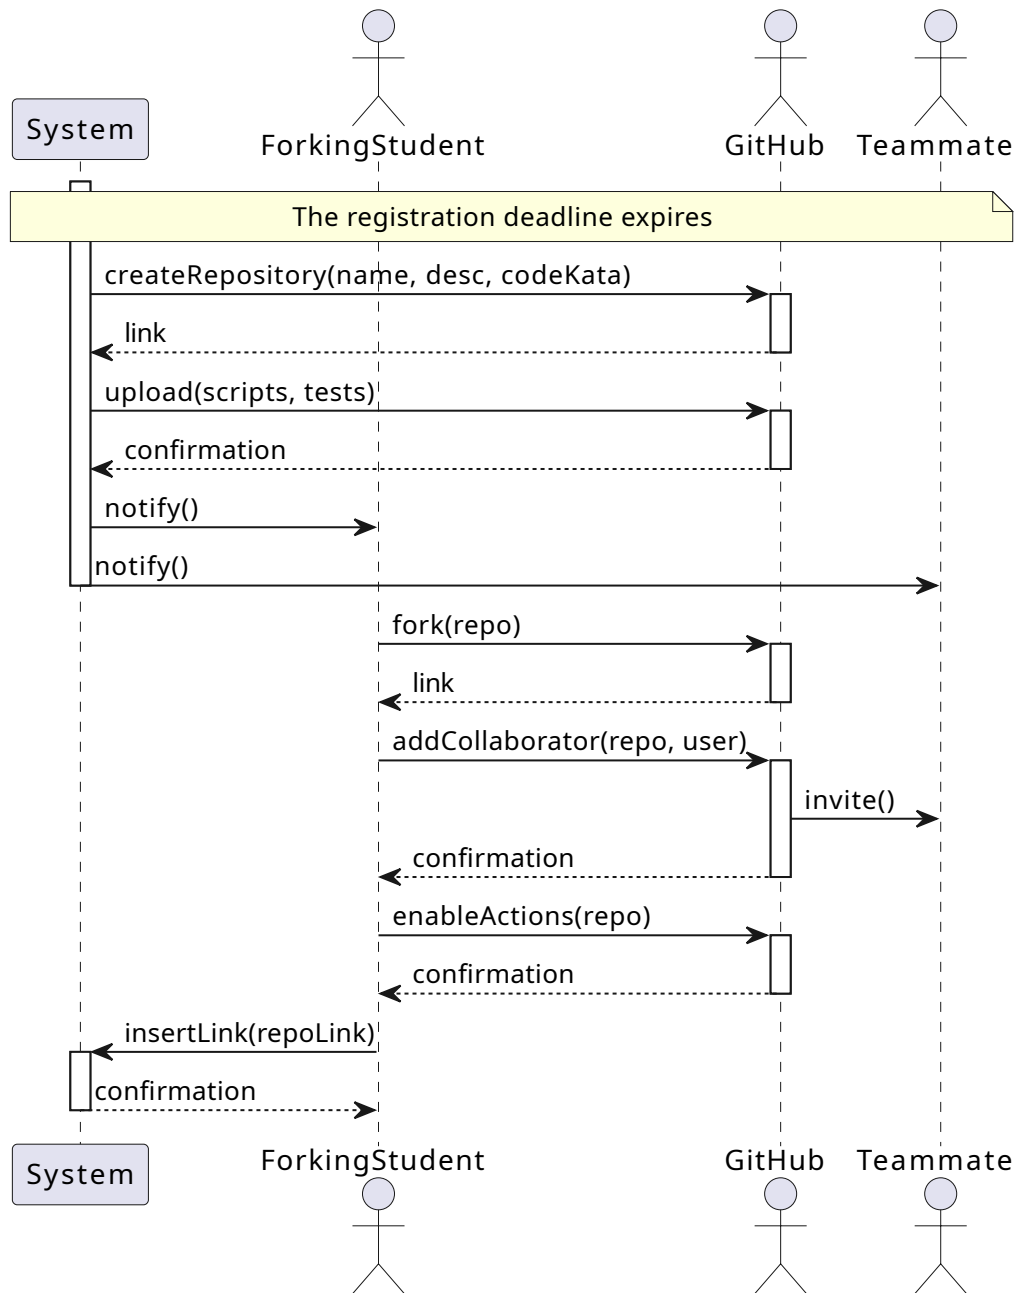 System
ForkingStudent
GitHub
Teammate
The registration deadline expires
createRepository(name, desc, codeKata)
link
upload(scripts, tests)
confirmation
notify()
notify()
fork(repo)
link
addCollaborator(repo, user)
invite()
confirmation
enableActions(repo)
confirmation
insertLink(repoLink)
confirmation
System
ForkingStudent
GitHub
Teammate